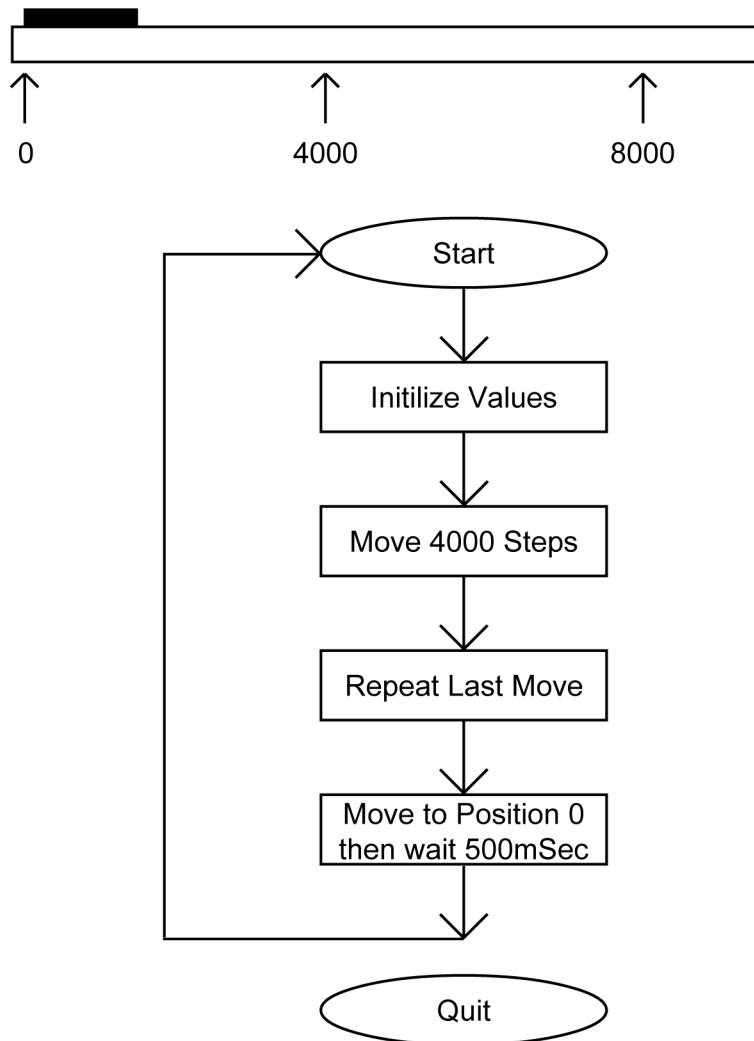 0 4000 8000
Start
Initilize Values
Move 4000 Steps
Repeat Last Move
Move to Position 0
then wait 500mSec
Quit